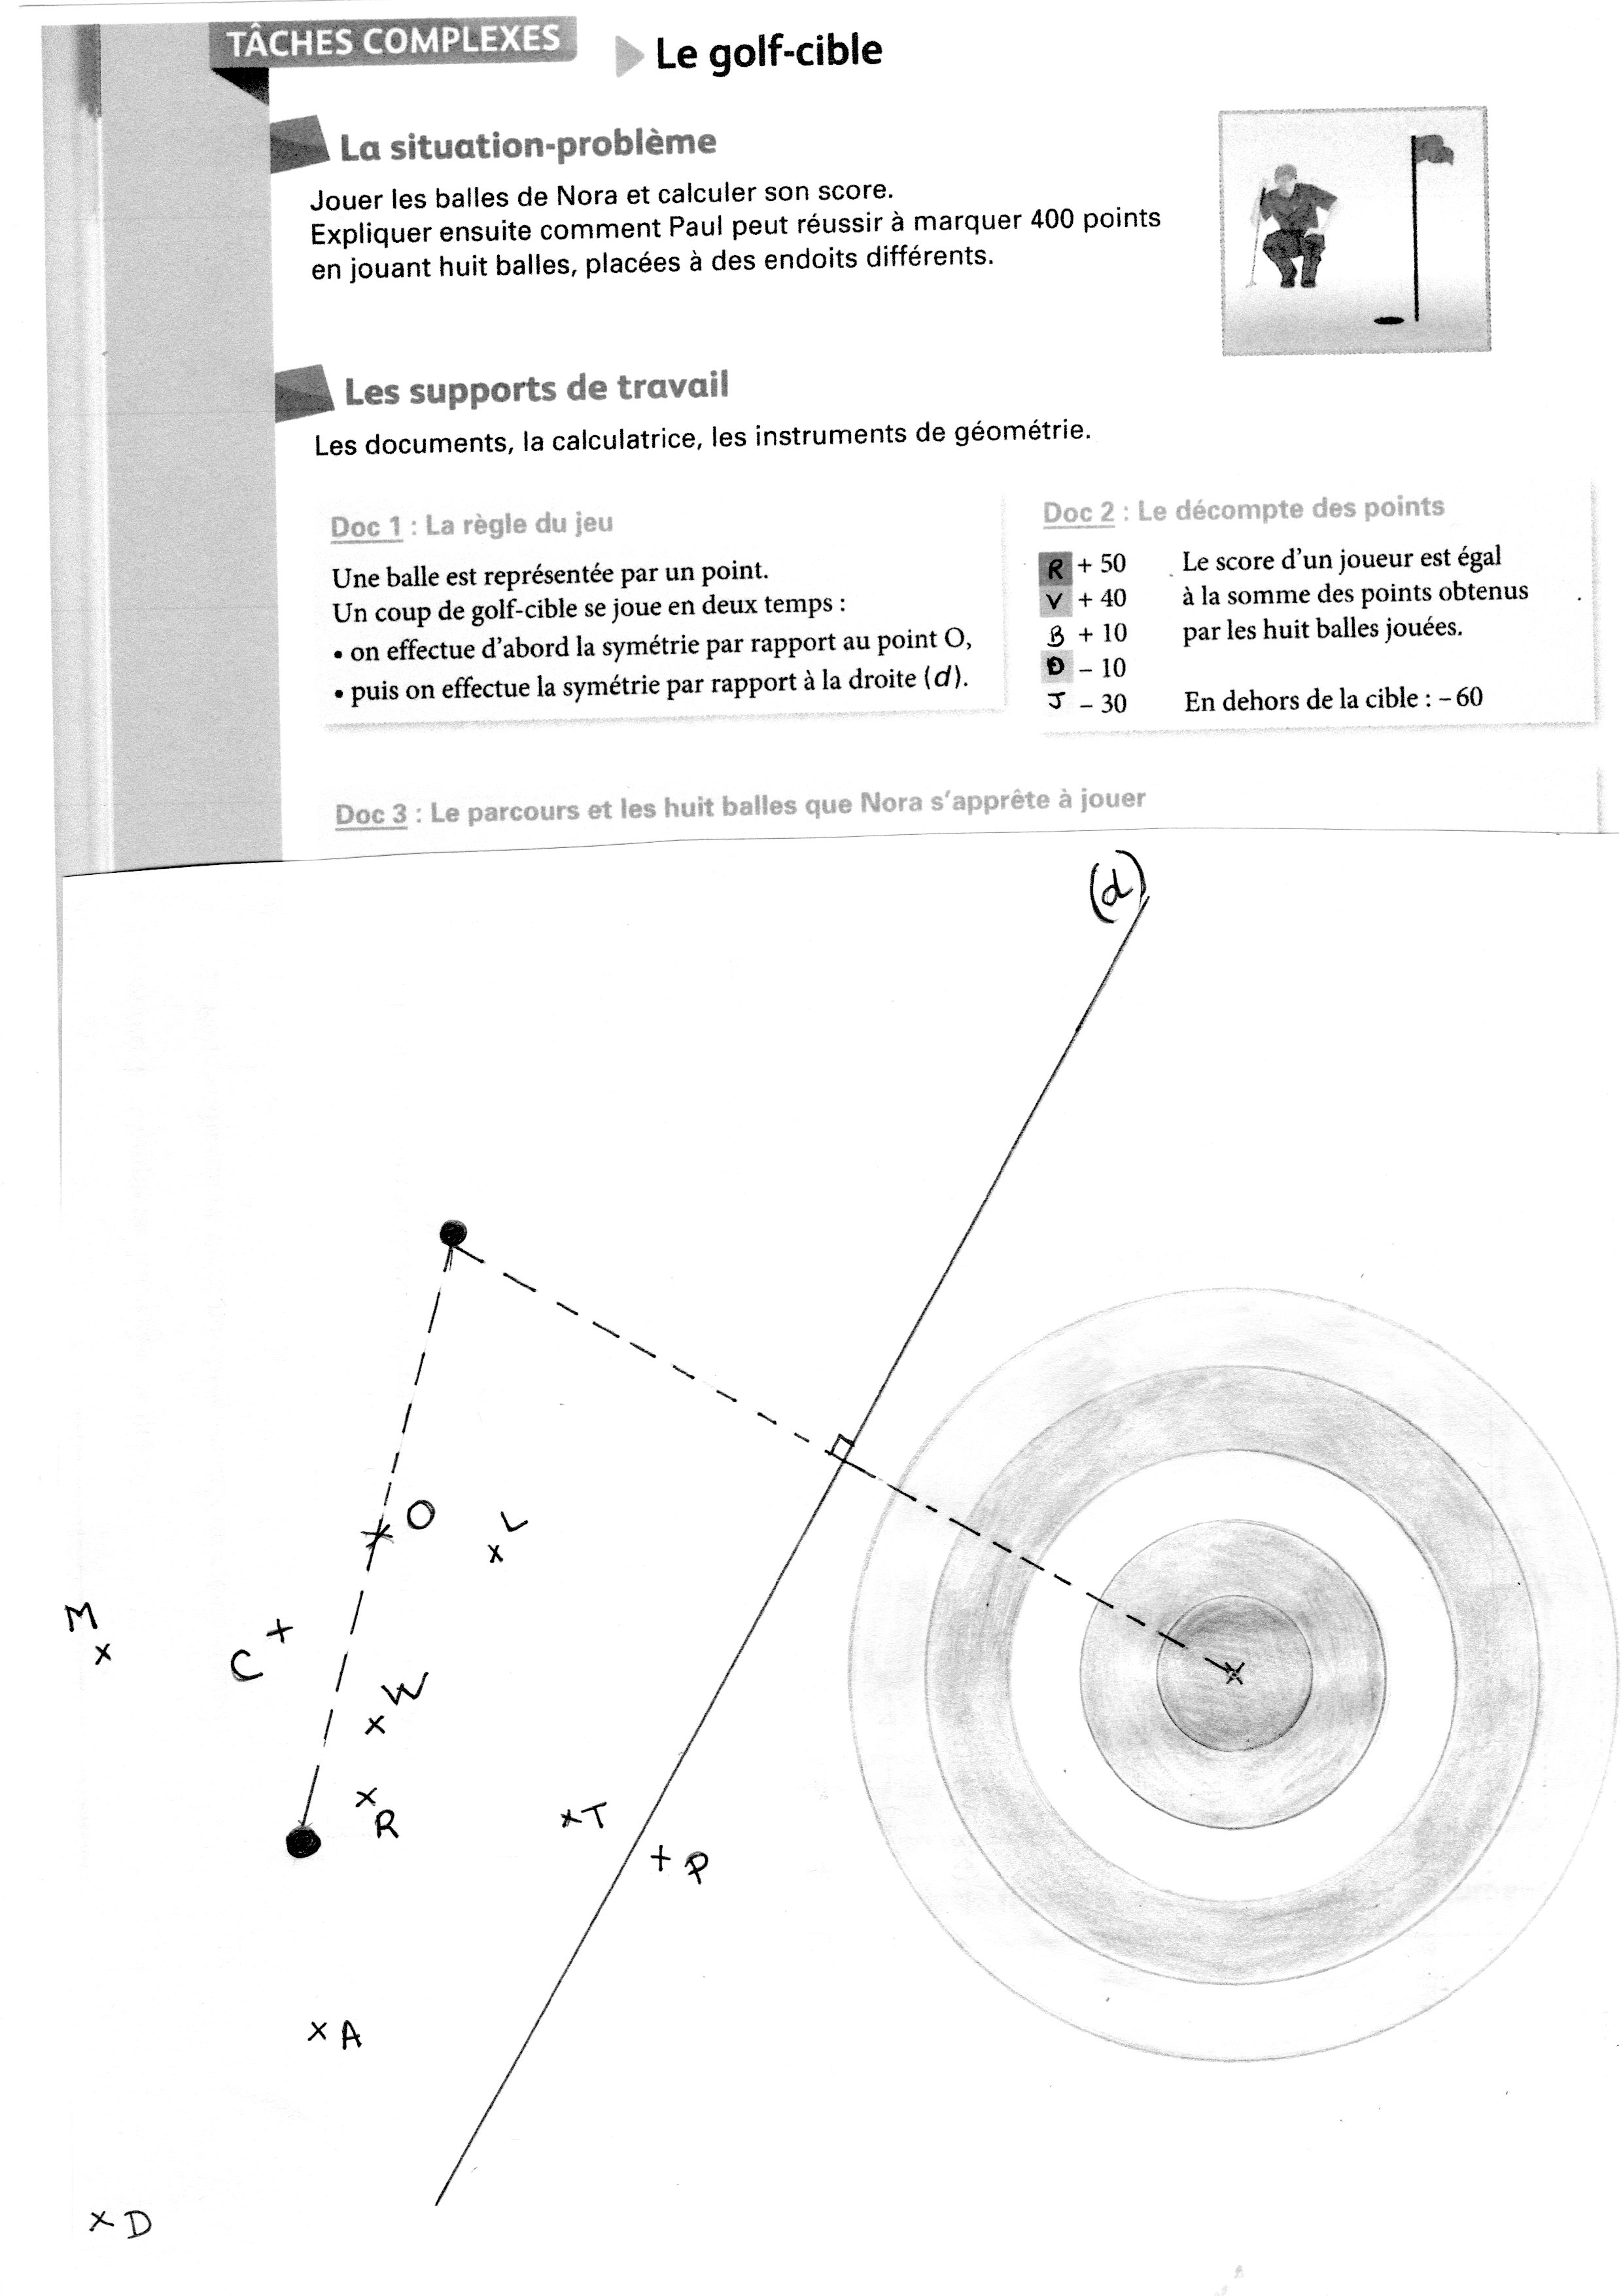 TÂCHES COMPLEXES
Le golf-cible
La situation-problème
Jouer les balles de Nora et calculer son score.
Expliquer ensuite comment Paul peut réussir à marquer 400 points
en jouant huit balles, placées à des endoits différents.
Les supports de travail
Les documents, la calculatrice, les instruments de géométrie.
Doc 1 : La règle du jeu
Une balle est représentée par un point.
Un coup de golf-cible se joue en deux temps :
• on effectue d'abord la symétrie par rapport au point O,
• puis on effectue la symétrie par rapport à la droite (d).
Doc 2 : Le décompte des points
R + 50
V + 40
B + 10
D – 10
J – 30
Le score d'un joueur est égal
à la somme des points obtenus
par les huit balles jouées.
En dehors de la cible : – 60
Doc 3 : Le parcours et les huit balles que Nora s'apprête à jouer
(d)
O
L
M
C
W
R
T
P
A
D